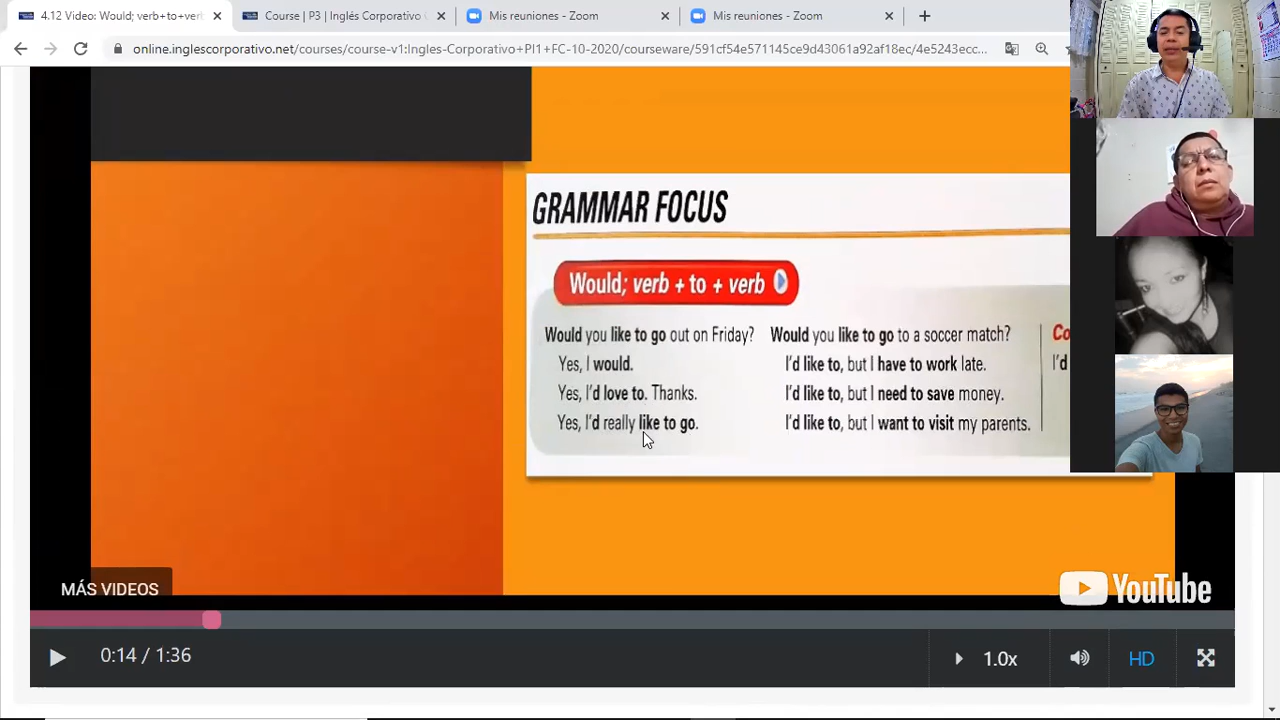 4.12 Video: Would; verb+to+verb
Course | P3 | Inglés Corporativo
Mis reuniones - Zoom
Mis reuniones - Zoom
online.inglescorporativo.net/courses/course-v1:Ingles-Corporativo+PI1+FC-10-2020/courseware/591cf54e571145ce9d43061a92af18ec/4e5243ecc...
GRAMMAR FOCUS
Would; verb + to + verb
Would you like to go out on Friday?
Yes, I would.
Yes, I'd love to. Thanks.
Yes, I'd really like to go.
Would you like to go to a soccer match?
I'd like to, but I have to work late.
I'd like to, but I need to save money.
I'd like to, but I want to visit my parents.
Co
I'd
MÁS VIDEOS
YouTube
0:14 / 1:36
1.0x
HD